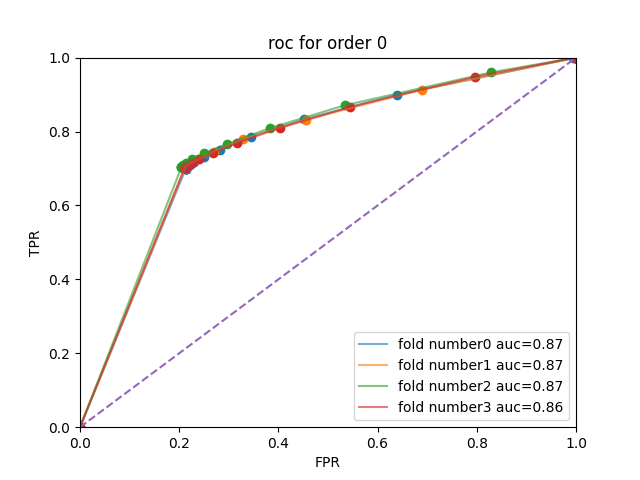 roc for order 0
1.0
0.8
0.6
0.4
0.2
0.0
TPR
0.0 0.2 0.4 0.6 0.8 1.0
FPR
fold number0 auc=0.87
fold number1 auc=0.87
fold number2 auc=0.87
fold number3 auc=0.86